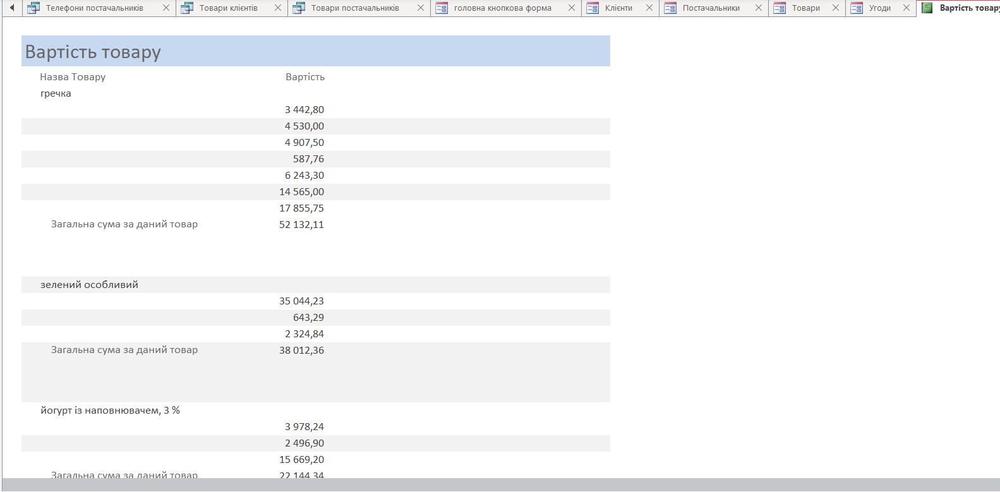 Телефони постачальників Товари клієнтів Товари постачальників головна кнопкова форма Клієнти Постачальники Товари Угоди Вартість товару
Вартість товару
Назва Товару Вартість
гречка
3 442,80
4 530,00
4 907,50
587,76
6 243,30
14 565,00
17 855,75
Загальна сума за даний товар 52 132,11
зелений особливий
35 044,23
643,29
2 324,84
Загальна сума за даний товар 38 012,36
йогурт із наповнювачем, 3 %
3 978,24
2 496,90
15 669,20
Загальна сума за даний товар 22 144,34